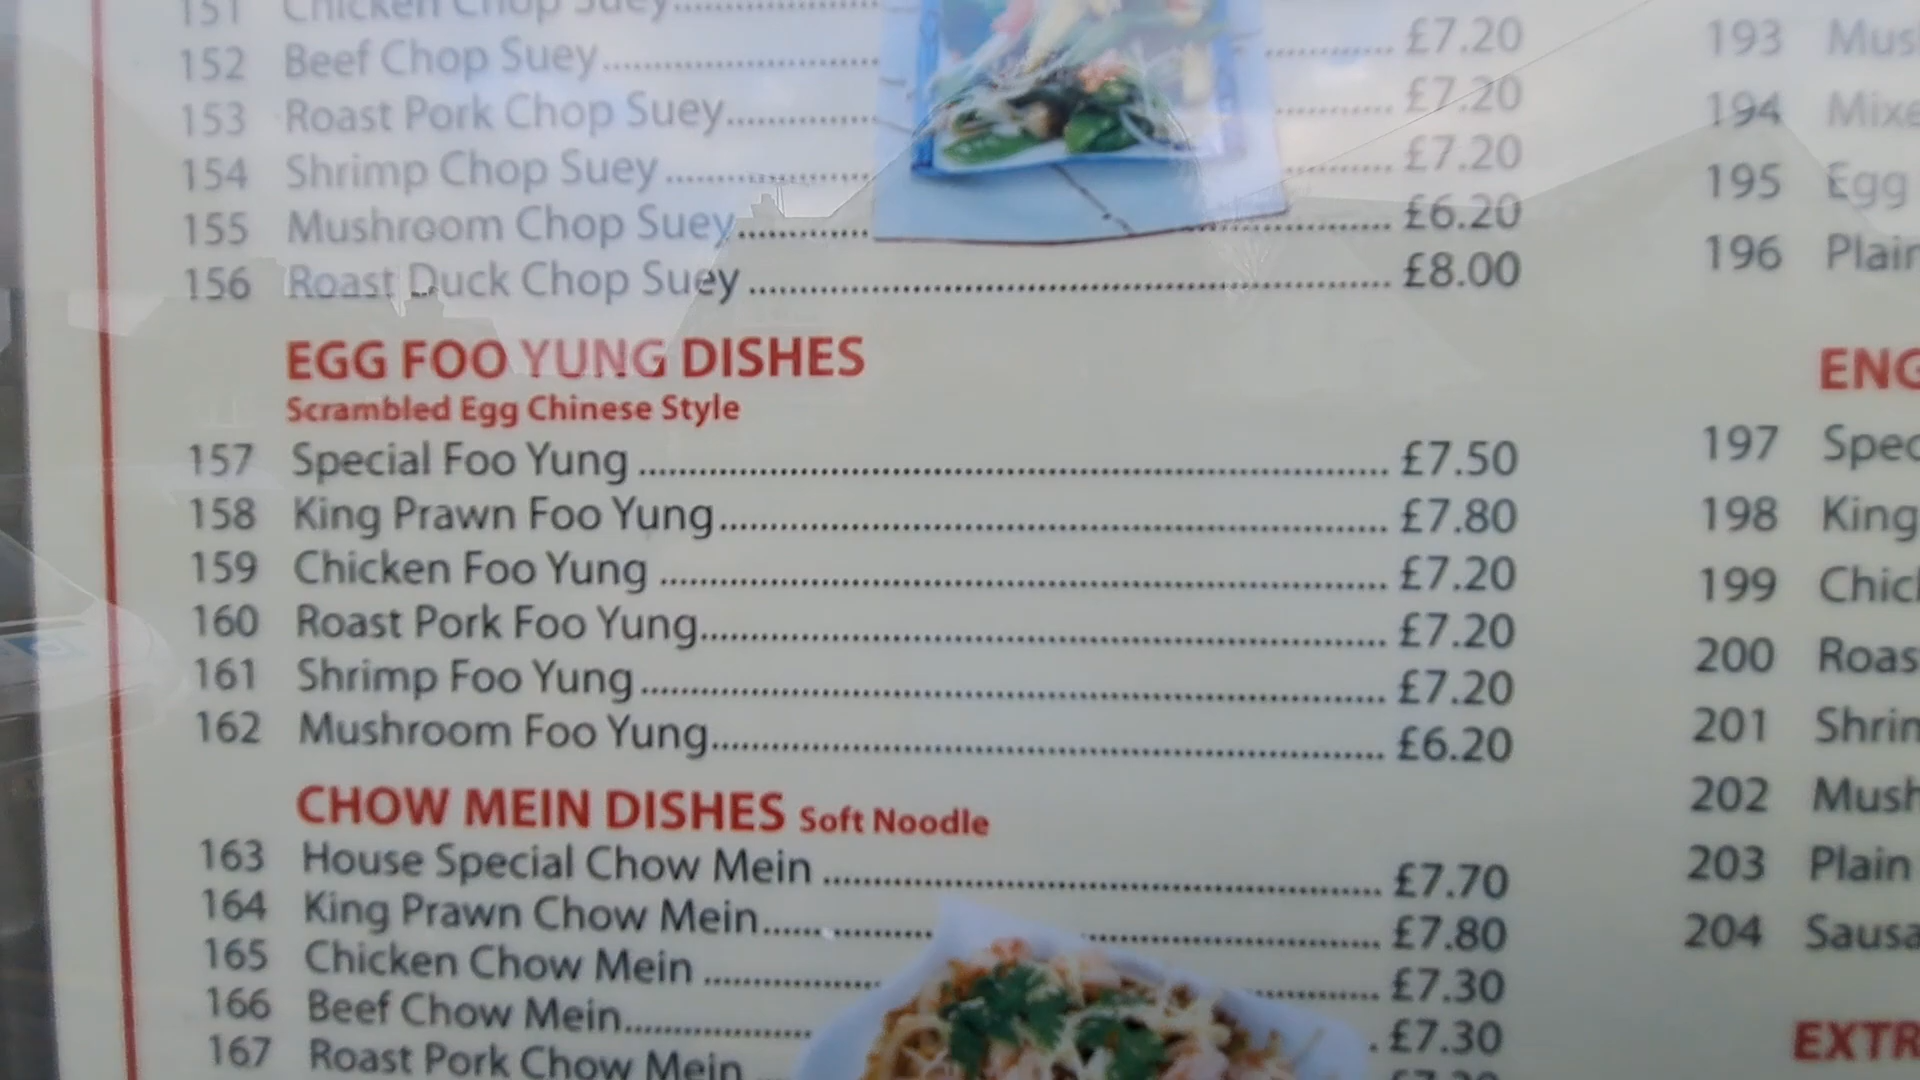 151 Chicken Chop Suey
152 Beef Chop Suey ........ £7.20
153 Roast Pork Chop Suey ........ £7.20
154 Shrimp Chop Suey ........ £7.20
155 Mushroom Chop Suey ........ £6.20
156 Roast Duck Chop Suey ........ £8.00
EGG FOO YUNG DISHES
Scrambled Egg Chinese Style
157 Special Foo Yung ........ £7.50
158 King Prawn Foo Yung ........ £7.80
159 Chicken Foo Yung ........ £7.20
160 Roast Pork Foo Yung ........ £7.20
161 Shrimp Foo Yung ........ £7.20
162 Mushroom Foo Yung ........ £6.20
CHOW MEIN DISHES Soft Noodle
163 House Special Chow Mein ........ £7.70
164 King Prawn Chow Mein ........ £7.80
165 Chicken Chow Mein ........ £7.30
166 Beef Chow Mein ........ £7.30
167 Roast Pork Chow Mein
193
194
195 Egg
196 Plain
197
198 King
199
200
201
202
203 Plain
204